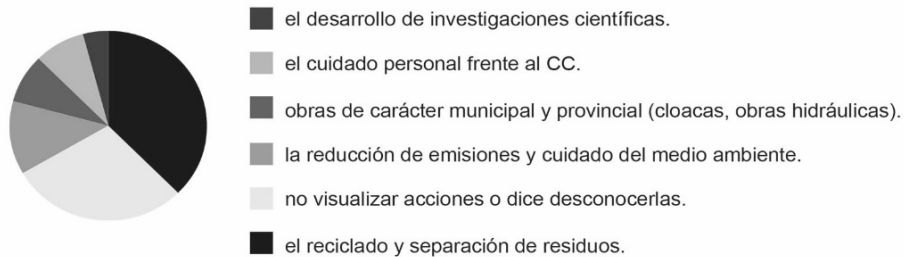 el desarrollo de investigaciones científicas.
el cuidado personal frente al CC.
obras de carácter municipal y provincial (cloacas, obras hidráulicas).
la reducción de emisiones y cuidado del medio ambiente.
no visualizar acciones o dice desconocerlas.
el reciclado y separación de residuos.